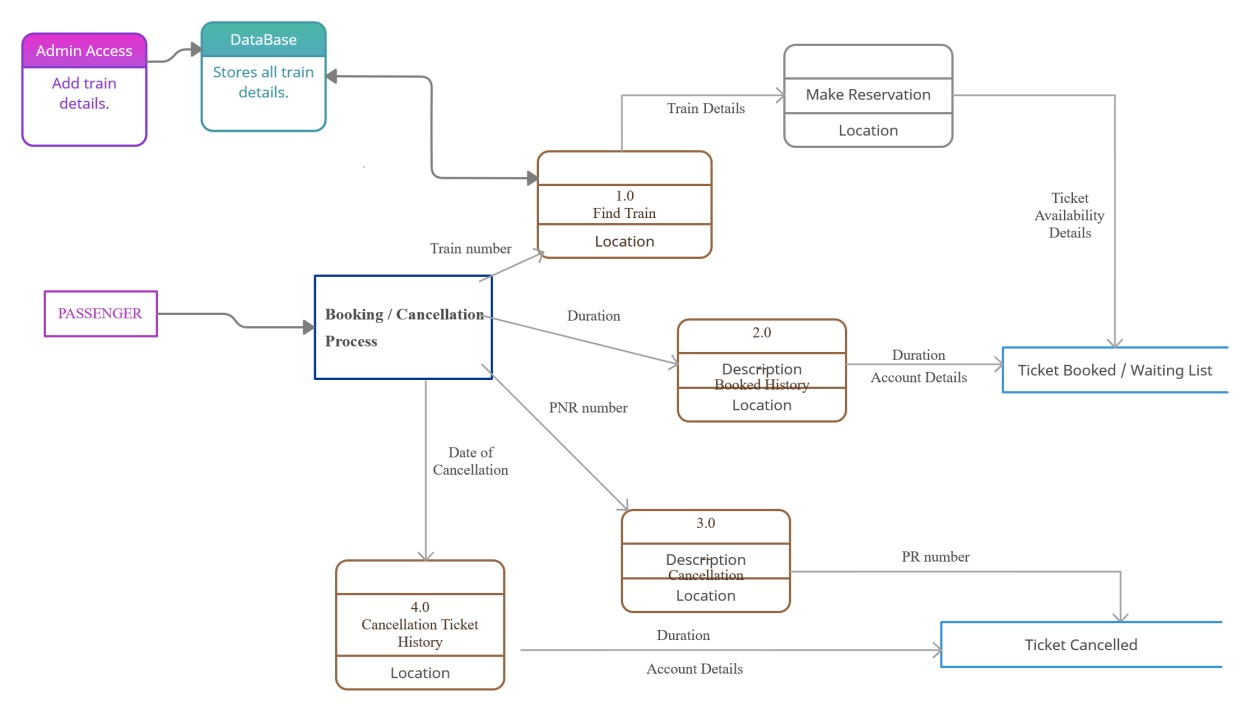 Admin Access
Add train
details.
DataBase
Stores all train
details.
Train Details
Make Reservation
Location
1.0
Find Train
Location
Ticket
Availability
Details
Train number
PASSENGER
Booking / Cancellation
Process
Duration
2.0
Description
Booked History
Location
Duration
Account Details
Ticket Booked / Waiting List
PNR number
Date of
Cancellation
3.0
Description
Cancellation
Location
PR number
4.0
Cancellation Ticket
History
Location
Duration
Account Details
Ticket Cancelled